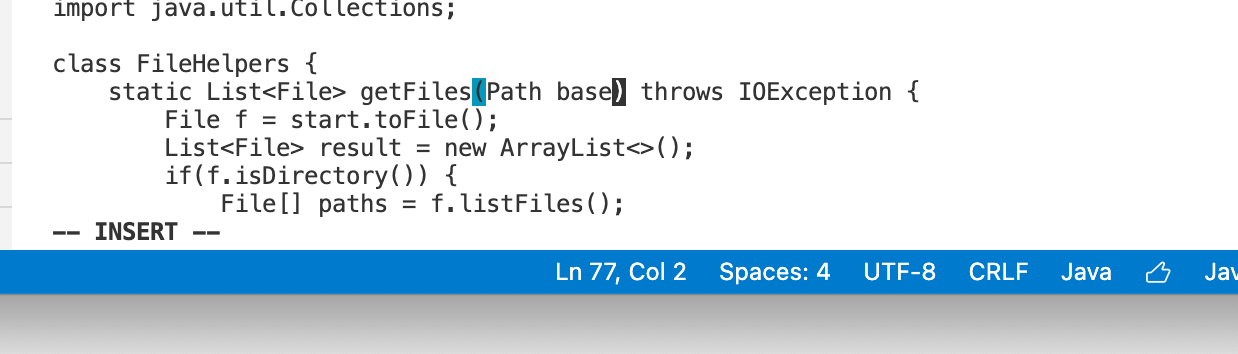 import java.util.Collections;
class FileHelpers {
static List<File> getFiles(Path base) throws IOException {
File f = start.toFile();
List<File> result = new ArrayList<>();
if(f.isDirectory()) {
File[] paths = f.listFiles();
-- INSERT --
Ln 77, Col 2 Spaces: 4 UTF-8 CRLF Java Jav